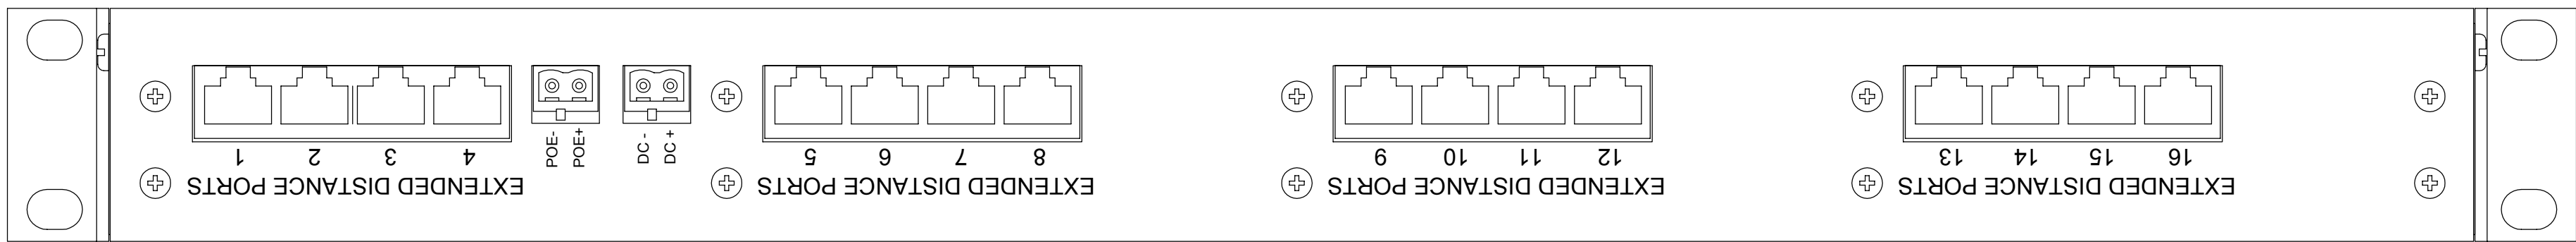 1 2 3 4
EXTENDED DISTANCE PORTS
POE-
POE+
DC -
DC +
5 6 7 8
EXTENDED DISTANCE PORTS
9 10 11 12
EXTENDED DISTANCE PORTS
13 14 15 16
EXTENDED DISTANCE PORTS